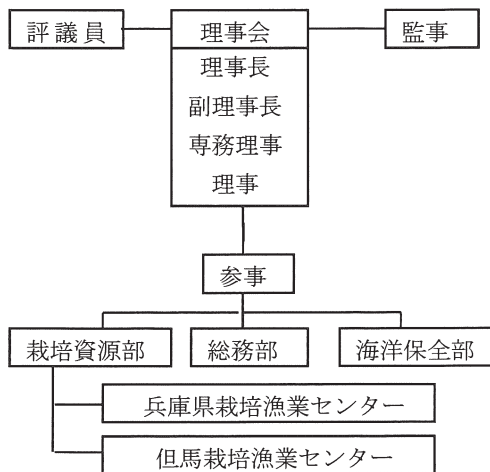 評議員
理事会
監事
理事長
副理事長
専務理事
理事
参事
栽培資源部
総務部
海洋保全部
兵庫県栽培漁業センター
但馬栽培漁業センター